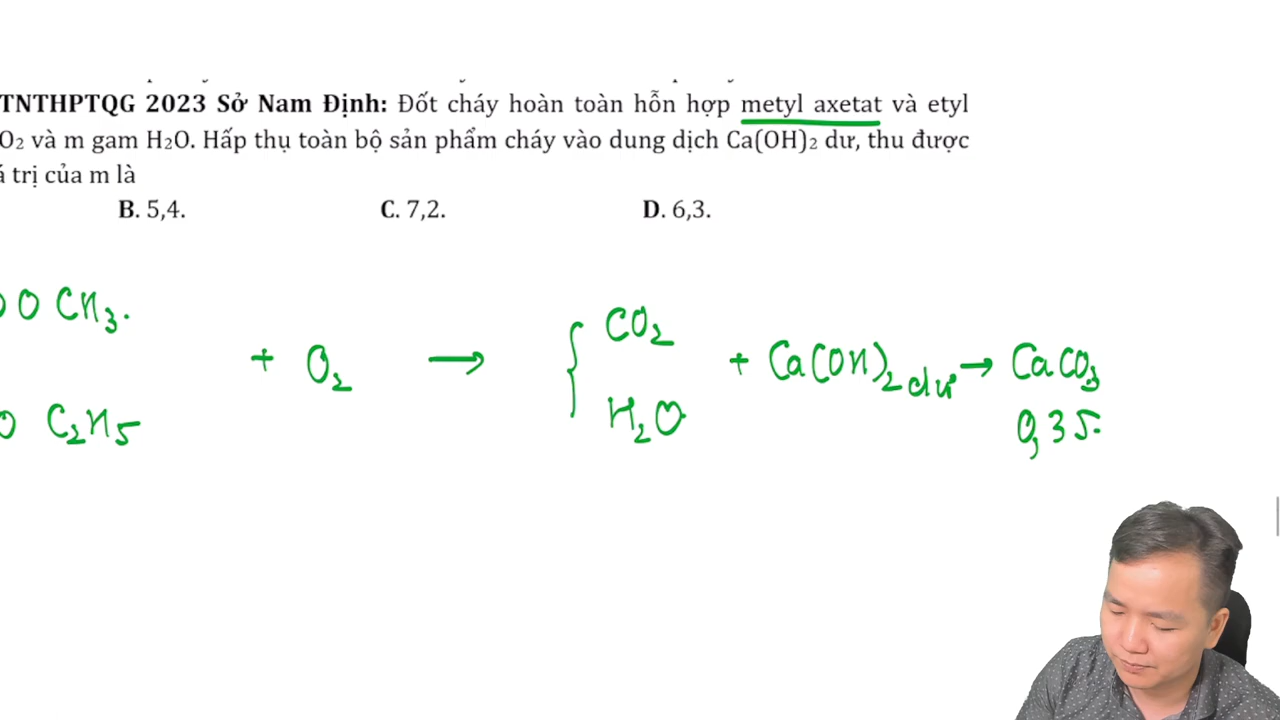 TNTHPTQG 2023 Sở Nam Định: Đốt cháy hoàn toàn hỗn hợp metyl axetat và etyl
O₂ và m gam H₂O. Hấp thụ toàn bộ sản phẩm cháy vào dung dịch Ca(OH)₂ dư, thu được
trị của m là
B. 5,4. C. 7,2. D. 6,3.
O CH₃.
+ O₂ → { CO₂ H₂O + Ca(OH)₂ dư → CaCO₃
C₂H₅
0,35.